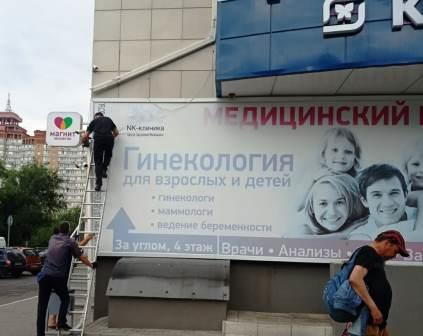 К
МЕДИЦИНСКИЙ
МАГНИТ
NK-клиника
Гинекология
для взрослых и детей
• гинекологи
• маммологи
• ведение беременности
За углом, 4 этаж
Врачи • Анализы •